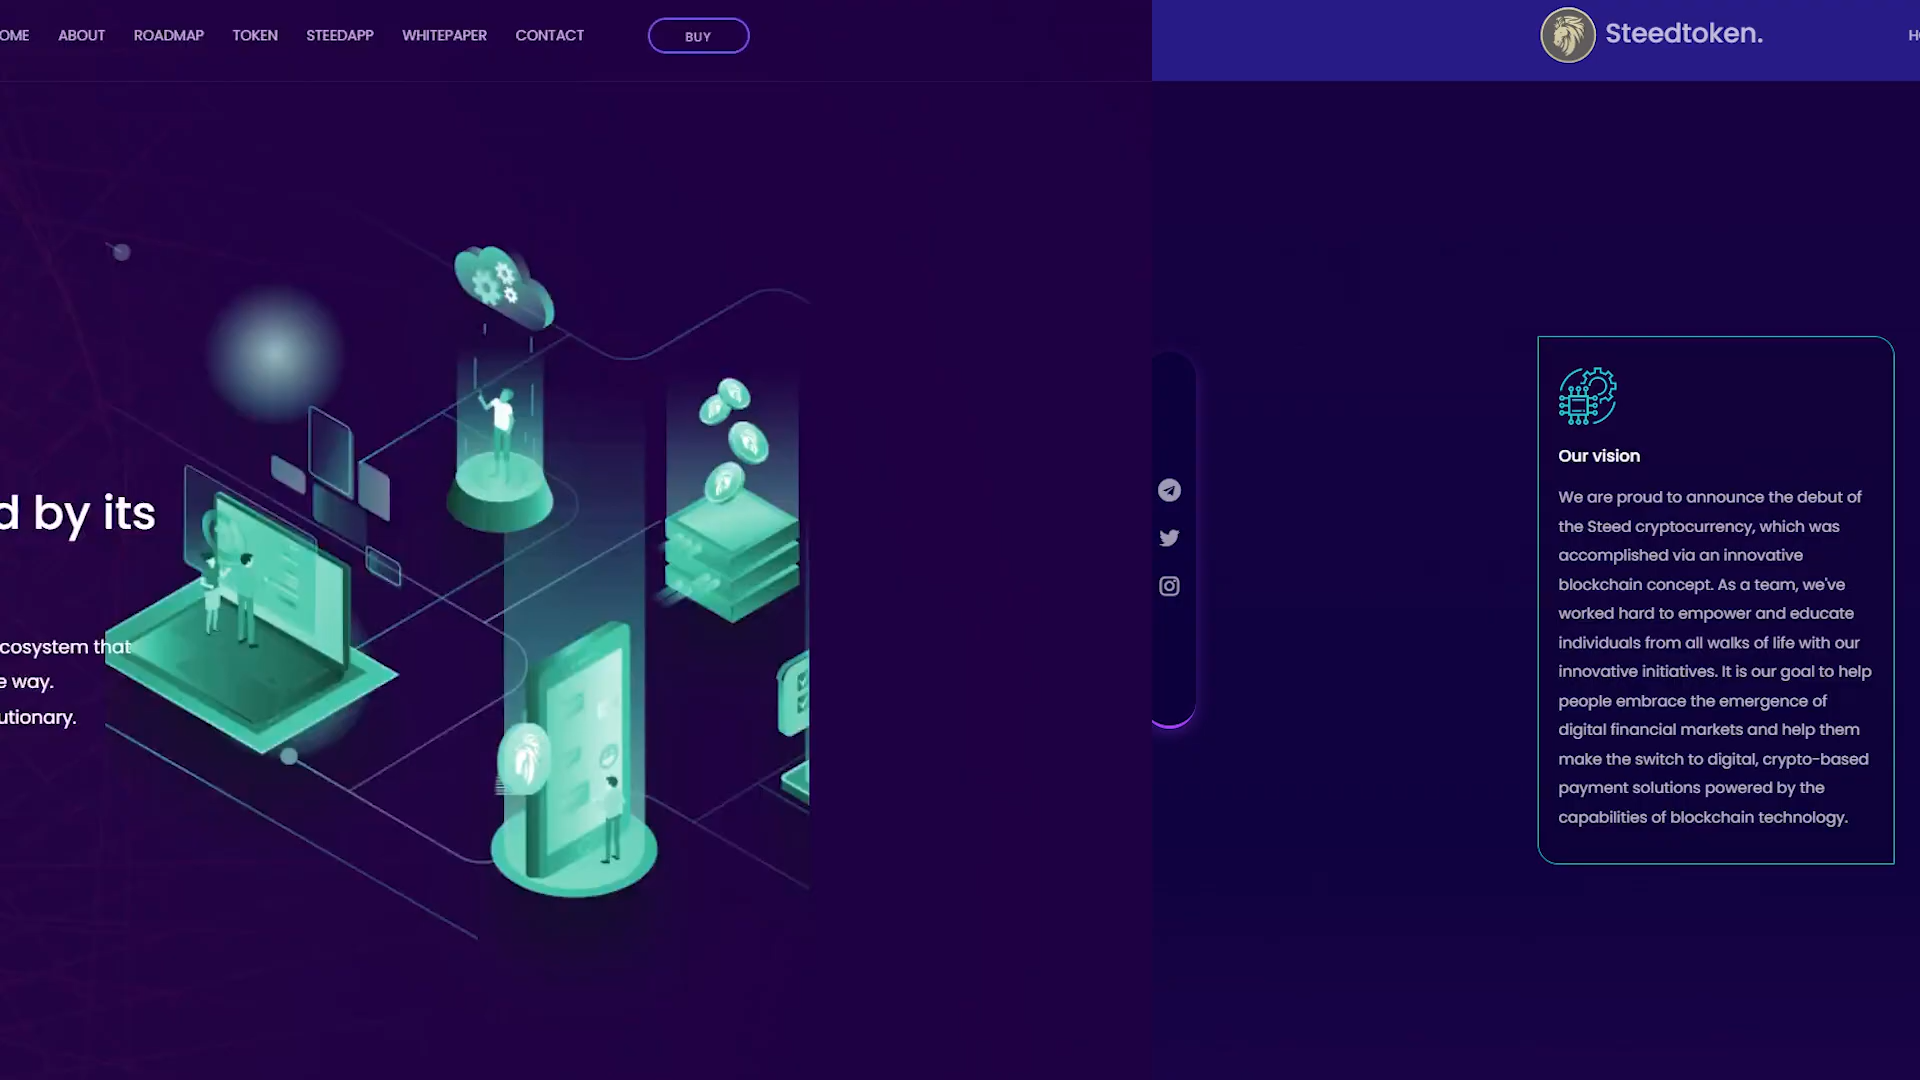 OME ABOUT ROADMAP TOKEN STEEDAPP WHITEPAPER CONTACT BUY
d by its
cosystem that
e way.
utionary.
Steedtoken.
HO
Our vision
We are proud to announce the debut of
the Steed cryptocurrency, which was
accomplished via an innovative
blockchain concept. As a team, we've
worked hard to empower and educate
individuals from all walks of life with our
innovative initiatives. It is our goal to help
people embrace the emergence of
digital financial markets and help them
make the switch to digital, crypto-based
payment solutions powered by the
capabilities of blockchain technology.